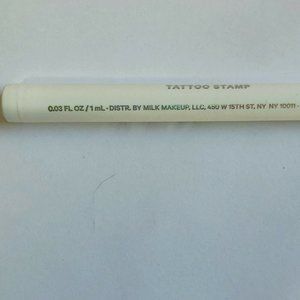 TATTOO STAMP
0.03 FL OZ / 1 mL - DISTR. BY MILK MAKEUP, LLC, 450 W 15TH ST, NY NY 10011 -